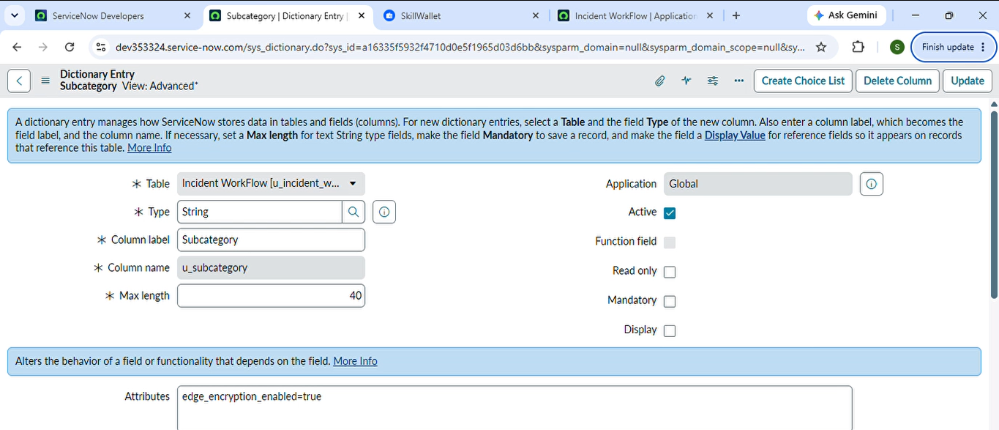 ServiceNow Developers
Subcategory | Dictionary Entry |
SkillWallet
Incident WorkFlow | Application
Ask Gemini
dev353324.service-now.com/sys_dictionary.do?sys_id=a16335f5932f4710d0e5f1965d03d6bb&sysparm_domain=null&sysparm_domain_scope=null&sy...
S
Finish update
Dictionary Entry
Subcategory View: Advanced*
Create Choice List
Delete Column
Update
A dictionary entry manages how ServiceNow stores data in tables and fields (columns). For new dictionary entries, select a Table and the field Type of the new column. Also enter a column label, which becomes the
field label, and the column name. If necessary, set a Max length for text String type fields, make the field Mandatory to save a record, and make the field a Display Value for reference fields so it appears on records
that reference this table. More Info
Table Incident WorkFlow [u_incident_w...
Application Global
Type String
Active
Column label Subcategory
Function field
Column name u_subcategory
Read only
Max length 40
Mandatory
Display
Alters the behavior of a field or functionality that depends on the field. More Info
Attributes edge_encryption_enabled=true